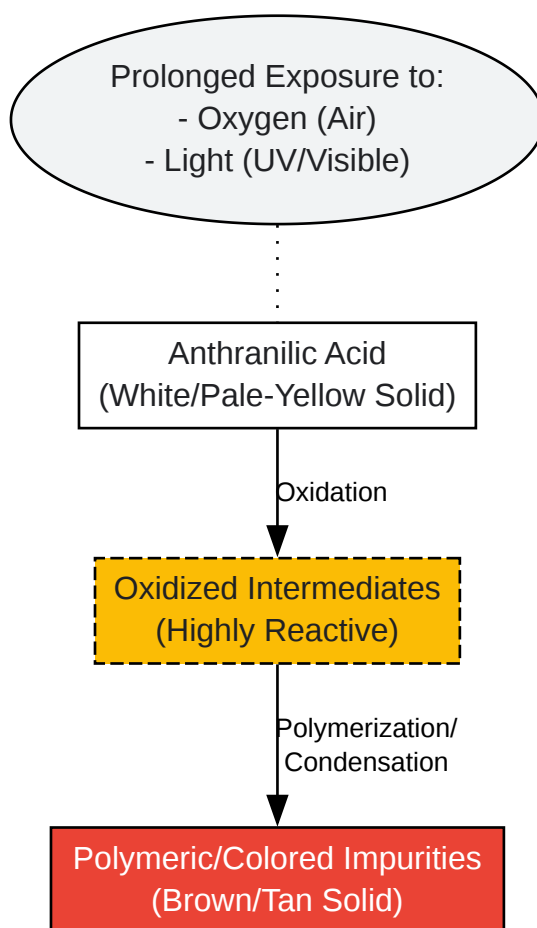 Prolonged Exposure to:
- Oxygen (Air)
- Light (UV/Visible)
Anthranilic Acid
(White/Pale-Yellow Solid)
Oxidation
Oxidized Intermediates
(Highly Reactive)
Polymerization/
Condensation
Polymeric/Colored Impurities
(Brown/Tan Solid)